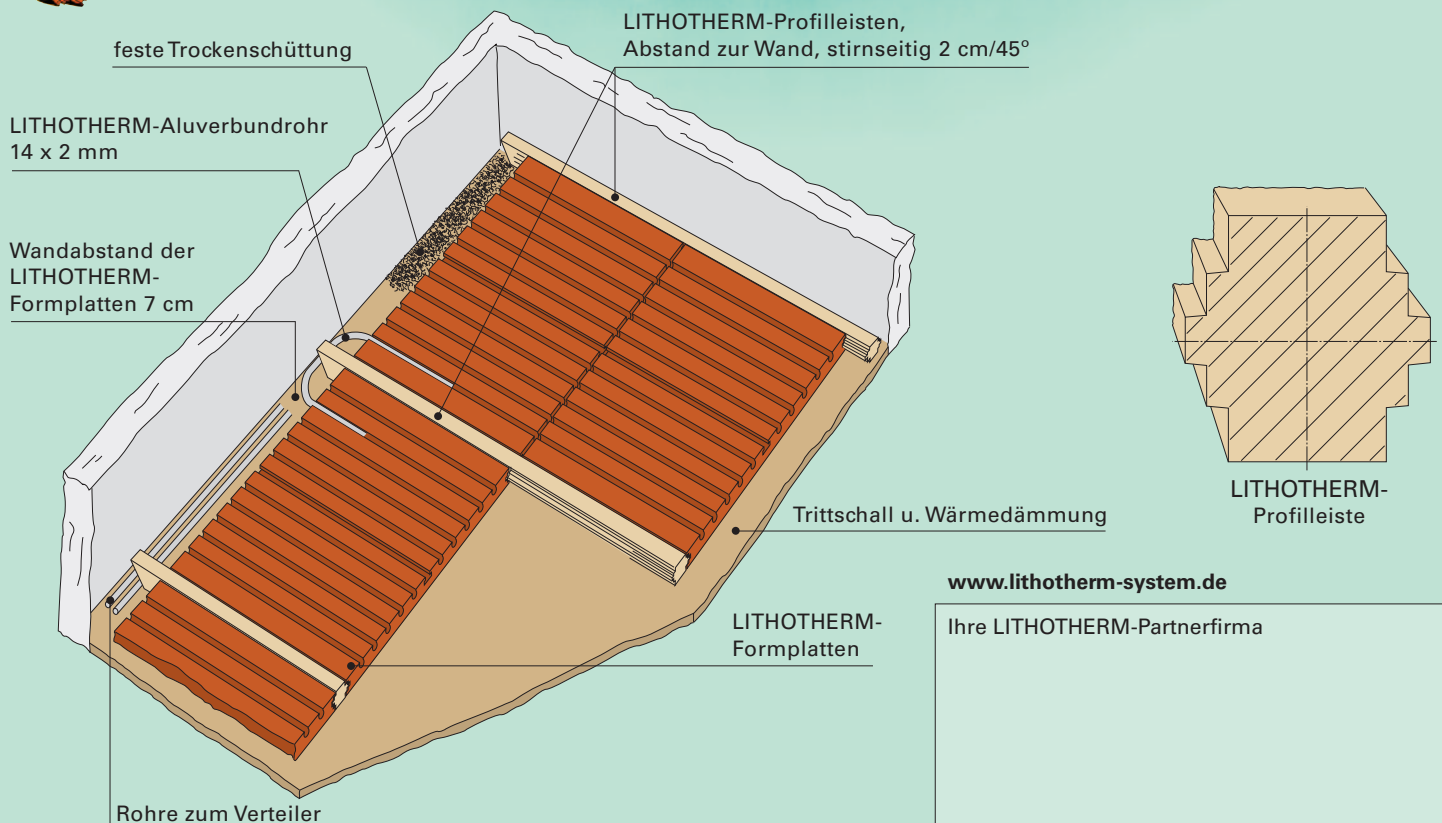 LITHOTHERM-Profilleisten,
Abstand zur Wand, stirnseitig 2 cm/45°
feste Trockenschüttung
LITHOTHERM-Aluverbundrohr
14 x 2 mm
Wandabstand der
LITHOTHERM-
Formplatten 7 cm
LITHOTHERM-
Profilleiste
Trittschall u. Wärmedämmung
www.lithotherm-system.de
LITHOTHERM-
Formplatten
Ihre LITHOTHERM-Partnerfirma
Rohre zum Verteiler